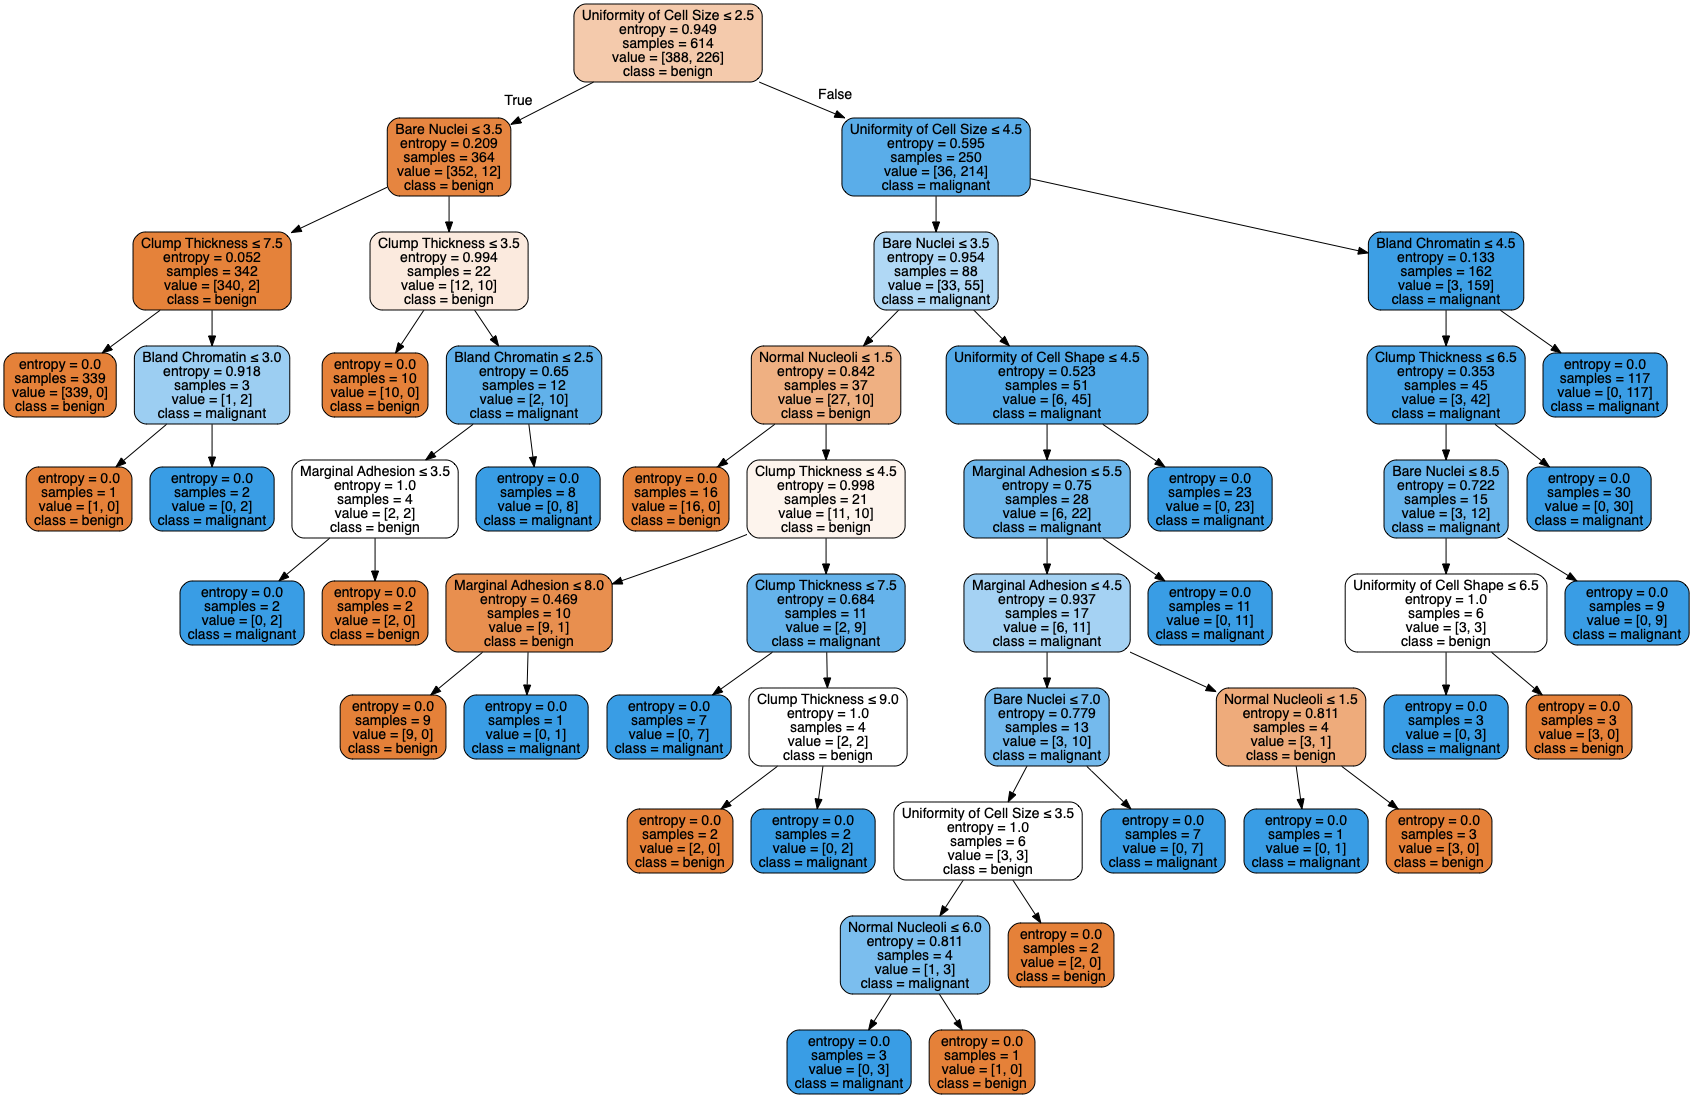 Uniformity of Cell Size ≤ 2.5
entropy = 0.949
samples = 614
value = [388, 226]
class = benign
True
False
Bare Nuclei ≤ 3.5
entropy = 0.209
samples = 364
value = [352, 12]
class = benign
Uniformity of Cell Size ≤ 4.5
entropy = 0.595
samples = 250
value = [36, 214]
class = malignant
Clump Thickness ≤ 7.5
entropy = 0.052
samples = 342
value = [340, 2]
class = benign
Clump Thickness ≤ 3.5
entropy = 0.994
samples = 22
value = [12, 10]
class = benign
Bare Nuclei ≤ 3.5
entropy = 0.954
samples = 88
value = [33, 55]
class = malignant
Bland Chromatin ≤ 4.5
entropy = 0.133
samples = 162
value = [3, 159]
class = malignant
entropy = 0.0
samples = 339
value = [339, 0]
class = benign
Bland Chromatin ≤ 3.0
entropy = 0.918
samples = 3
value = [1, 2]
class = malignant
entropy = 0.0
samples = 10
value = [10, 0]
class = benign
Bland Chromatin ≤ 2.5
entropy = 0.65
samples = 12
value = [2, 10]
class = malignant
Normal Nucleoli ≤ 1.5
entropy = 0.842
samples = 37
value = [27, 10]
class = benign
Uniformity of Cell Shape ≤ 4.5
entropy = 0.523
samples = 51
value = [6, 45]
class = malignant
Clump Thickness ≤ 6.5
entropy = 0.353
samples = 45
value = [3, 42]
class = malignant
entropy = 0.0
samples = 117
value = [0, 117]
class = malignant
entropy = 0.0
samples = 1
value = [1, 0]
class = benign
entropy = 0.0
samples = 2
value = [0, 2]
class = malignant
Marginal Adhesion ≤ 3.5
entropy = 1.0
samples = 4
value = [2, 2]
class = benign
entropy = 0.0
samples = 8
value = [0, 8]
class = malignant
entropy = 0.0
samples = 16
value = [16, 0]
class = benign
Clump Thickness ≤ 4.5
entropy = 0.998
samples = 21
value = [11, 10]
class = benign
Marginal Adhesion ≤ 5.5
entropy = 0.75
samples = 28
value = [6, 22]
class = malignant
entropy = 0.0
samples = 23
value = [0, 23]
class = malignant
Bare Nuclei ≤ 8.5
entropy = 0.722
samples = 15
value = [3, 12]
class = malignant
entropy = 0.0
samples = 30
value = [0, 30]
class = malignant
entropy = 0.0
samples = 2
value = [0, 2]
class = malignant
entropy = 0.0
samples = 2
value = [2, 0]
class = benign
Marginal Adhesion ≤ 8.0
entropy = 0.469
samples = 10
value = [9, 1]
class = benign
Clump Thickness ≤ 7.5
entropy = 0.684
samples = 11
value = [2, 9]
class = malignant
Marginal Adhesion ≤ 4.5
entropy = 0.937
samples = 17
value = [6, 11]
class = malignant
entropy = 0.0
samples = 11
value = [0, 11]
class = malignant
Uniformity of Cell Shape ≤ 6.5
entropy = 1.0
samples = 6
value = [3, 3]
class = benign
entropy = 0.0
samples = 9
value = [0, 9]
class = malignant
entropy = 0.0
samples = 9
value = [9, 0]
class = benign
entropy = 0.0
samples = 1
value = [0, 1]
class = malignant
entropy = 0.0
samples = 7
value = [0, 7]
class = malignant
Clump Thickness ≤ 9.0
entropy = 1.0
samples = 4
value = [2, 2]
class = benign
Bare Nuclei ≤ 7.0
entropy = 0.779
samples = 13
value = [3, 10]
class = malignant
Normal Nucleoli ≤ 1.5
entropy = 0.811
samples = 4
value = [3, 1]
class = benign
entropy = 0.0
samples = 3
value = [0, 3]
class = malignant
entropy = 0.0
samples = 3
value = [3, 0]
class = benign
entropy = 0.0
samples = 2
value = [2, 0]
class = benign
entropy = 0.0
samples = 2
value = [0, 2]
class = malignant
Uniformity of Cell Size ≤ 3.5
entropy = 1.0
samples = 6
value = [3, 3]
class = benign
entropy = 0.0
samples = 7
value = [0, 7]
class = malignant
entropy = 0.0
samples = 1
value = [0, 1]
class = malignant
entropy = 0.0
samples = 3
value = [3, 0]
class = benign
Normal Nucleoli ≤ 6.0
entropy = 0.811
samples = 4
value = [1, 3]
class = malignant
entropy = 0.0
samples = 2
value = [2, 0]
class = benign
entropy = 0.0
samples = 3
value = [0, 3]
class = malignant
entropy = 0.0
samples = 1
value = [1, 0]
class = benign